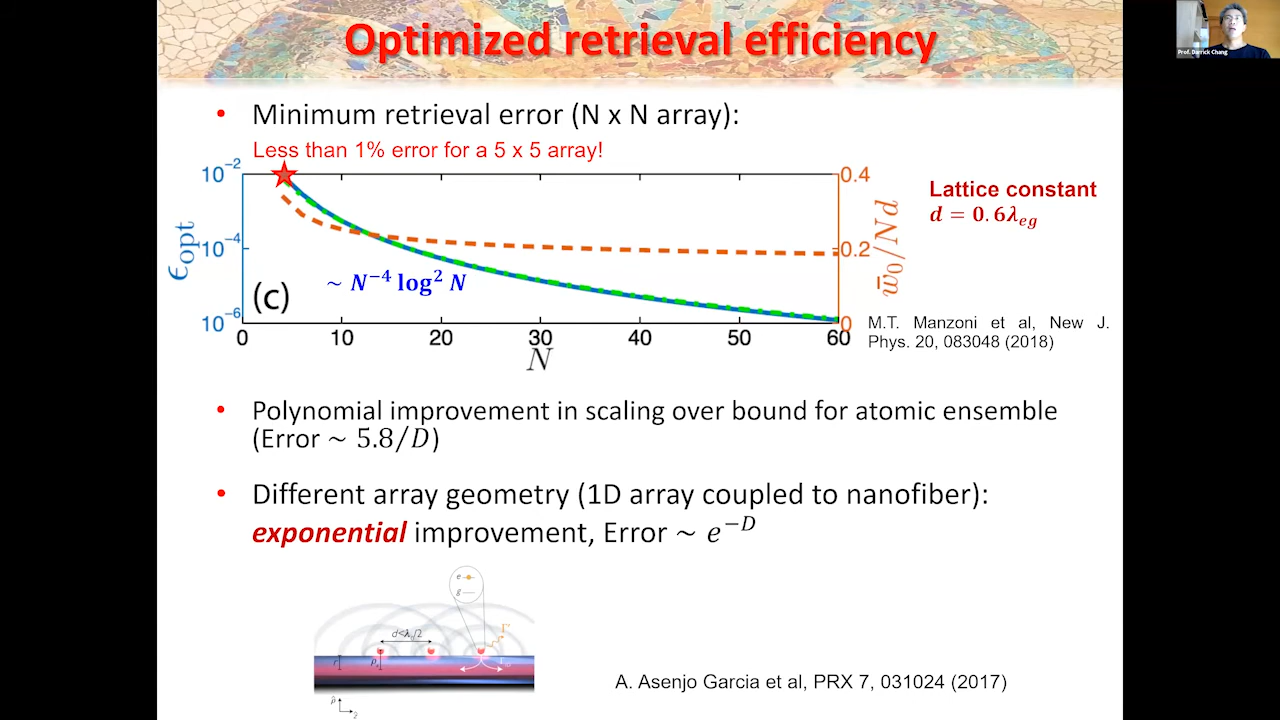 Optimized retrieval efficiency
Prof. Darrick Chang
• Minimum retrieval error (N x N array):
Less than 1% error for a 5 x 5 array!
10⁻²
10⁻⁴
10⁻⁶
ϵopt
0.4
0.2
0
w̄₀/Nd
(c)
~ N⁻⁴ log² N
0 10 20 30 40 50 60
N
Lattice constant
d = 0.6λeg
M.T. Manzoni et al, New J.
Phys. 20, 083048 (2018)
• Polynomial improvement in scaling over bound for atomic ensemble
(Error ~ 5.8/D)
• Different array geometry (1D array coupled to nanofiber):
exponential improvement, Error ~ e⁻ᴰ
e
g
Γ'
A. Asenjo Garcia et al, PRX 7, 031024 (2017)